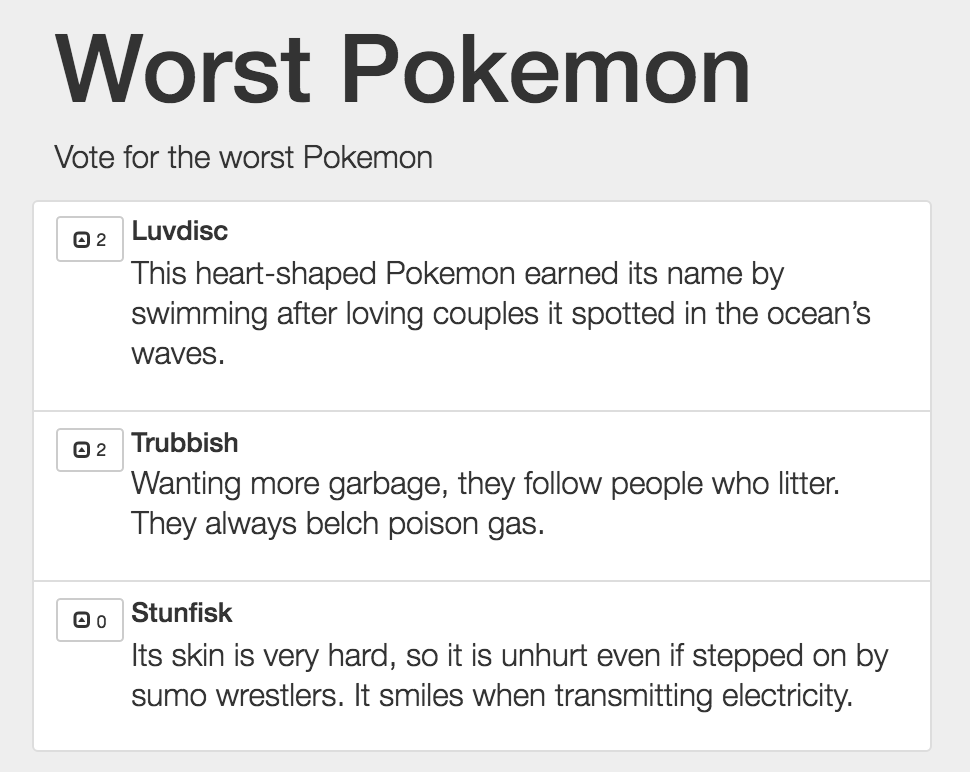 Worst Pokemon
Vote for the worst Pokemon
2
Luvdisc
This heart-shaped Pokemon earned its name by
swimming after loving couples it spotted in the ocean’s
waves.
2
Trubbish
Wanting more garbage, they follow people who litter.
They always belch poison gas.
0
Stunfisk
Its skin is very hard, so it is unhurt even if stepped on by
sumo wrestlers. It smiles when transmitting electricity.